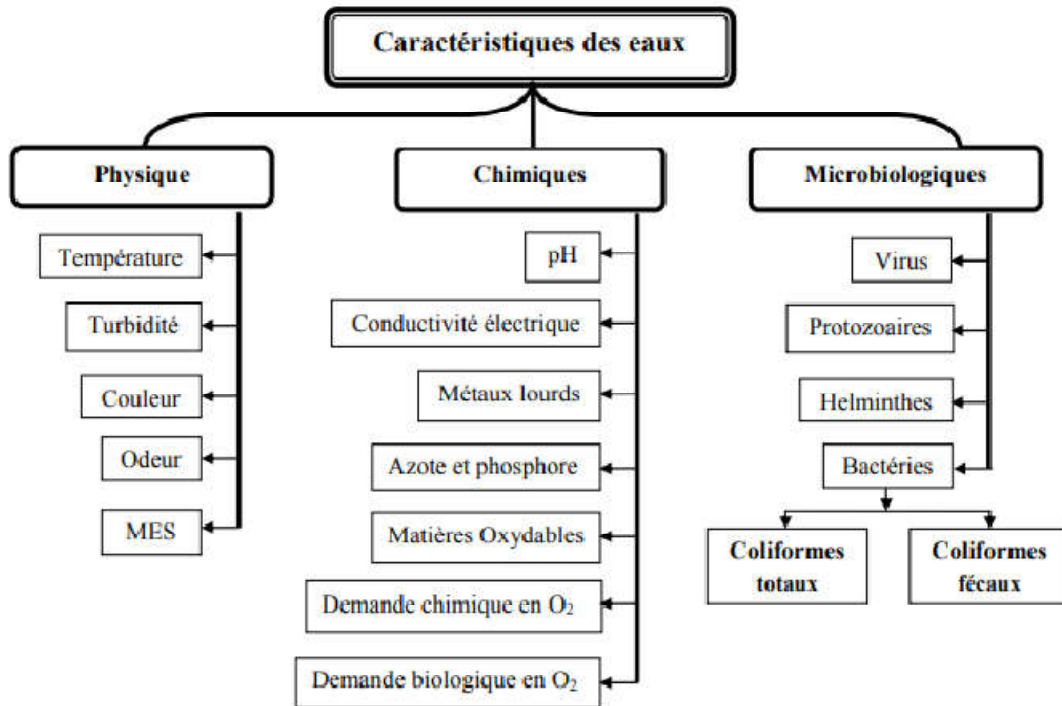 Caractéristiques des eaux
Physique
Température
Turbidité
Couleur
Odeur
MES
Chimiques
pH
Conductivité électrique
Métaux lourds
Azote et phosphore
Matières Oxydables
Demande chimique en O₂
Demande biologique en O₂
Microbiologiques
Virus
Protozoaires
Helminthes
Bactéries
Coliformes
totaux
Coliformes
fécaux